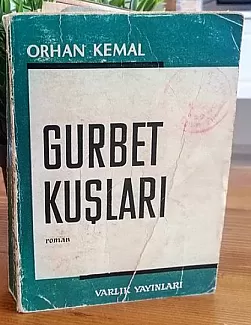 ORHAN KEMAL
GURBET
KUŞLARI
roman
VARLIK YAYINLARI